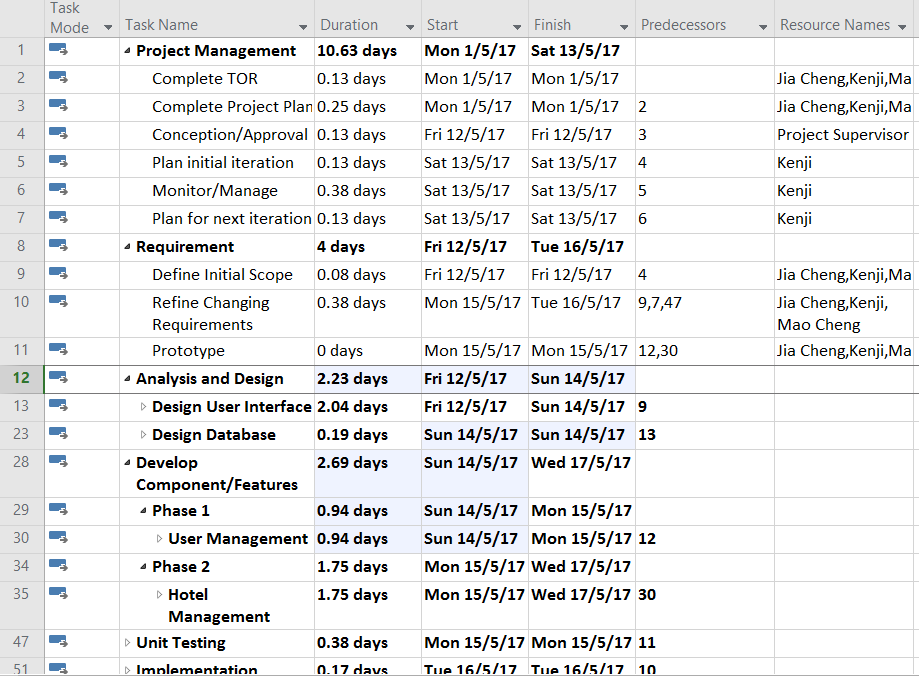 Task Mode Task Name Duration Start Finish Predecessors Resource Names
1 Project Management 10.63 days Mon 1/5/17 Sat 13/5/17
2 Complete TOR 0.13 days Mon 1/5/17 Mon 1/5/17 Jia Cheng,Kenji,Ma
3 Complete Project Plan 0.25 days Mon 1/5/17 Mon 1/5/17 2 Jia Cheng,Kenji,Ma
4 Conception/Approval 0.13 days Fri 12/5/17 Fri 12/5/17 3 Project Supervisor
5 Plan initial iteration 0.13 days Sat 13/5/17 Sat 13/5/17 4 Kenji
6 Monitor/Manage 0.38 days Sat 13/5/17 Sat 13/5/17 5 Kenji
7 Plan for next iteration 0.13 days Sat 13/5/17 Sat 13/5/17 6 Kenji
8 Requirement 4 days Fri 12/5/17 Tue 16/5/17
9 Define Initial Scope 0.08 days Fri 12/5/17 Fri 12/5/17 4 Jia Cheng,Kenji,Ma
10 Refine Changing 0.38 days Mon 15/5/17 Tue 16/5/17 9,7,47 Jia Cheng,Kenji,
Requirements Mao Cheng
11 Prototype 0 days Mon 15/5/17 Mon 15/5/17 12,30 Jia Cheng,Kenji,Ma
12 Analysis and Design 2.23 days Fri 12/5/17 Sun 14/5/17
13 Design User Interface 2.04 days Fri 12/5/17 Sun 14/5/17 9
23 Design Database 0.19 days Sun 14/5/17 Sun 14/5/17 13
28 Develop 2.69 days Sun 14/5/17 Wed 17/5/17
Component/Features
29 Phase 1 0.94 days Sun 14/5/17 Mon 15/5/17
30 User Management 0.94 days Sun 14/5/17 Mon 15/5/17 12
34 Phase 2 1.75 days Mon 15/5/17 Wed 17/5/17
35 Hotel 1.75 days Mon 15/5/17 Wed 17/5/17 30
Management
47 Unit Testing 0.38 days Mon 15/5/17 Mon 15/5/17 11
51 Implementation 0.17 days Tue 16/5/17 Tue 16/5/17 10